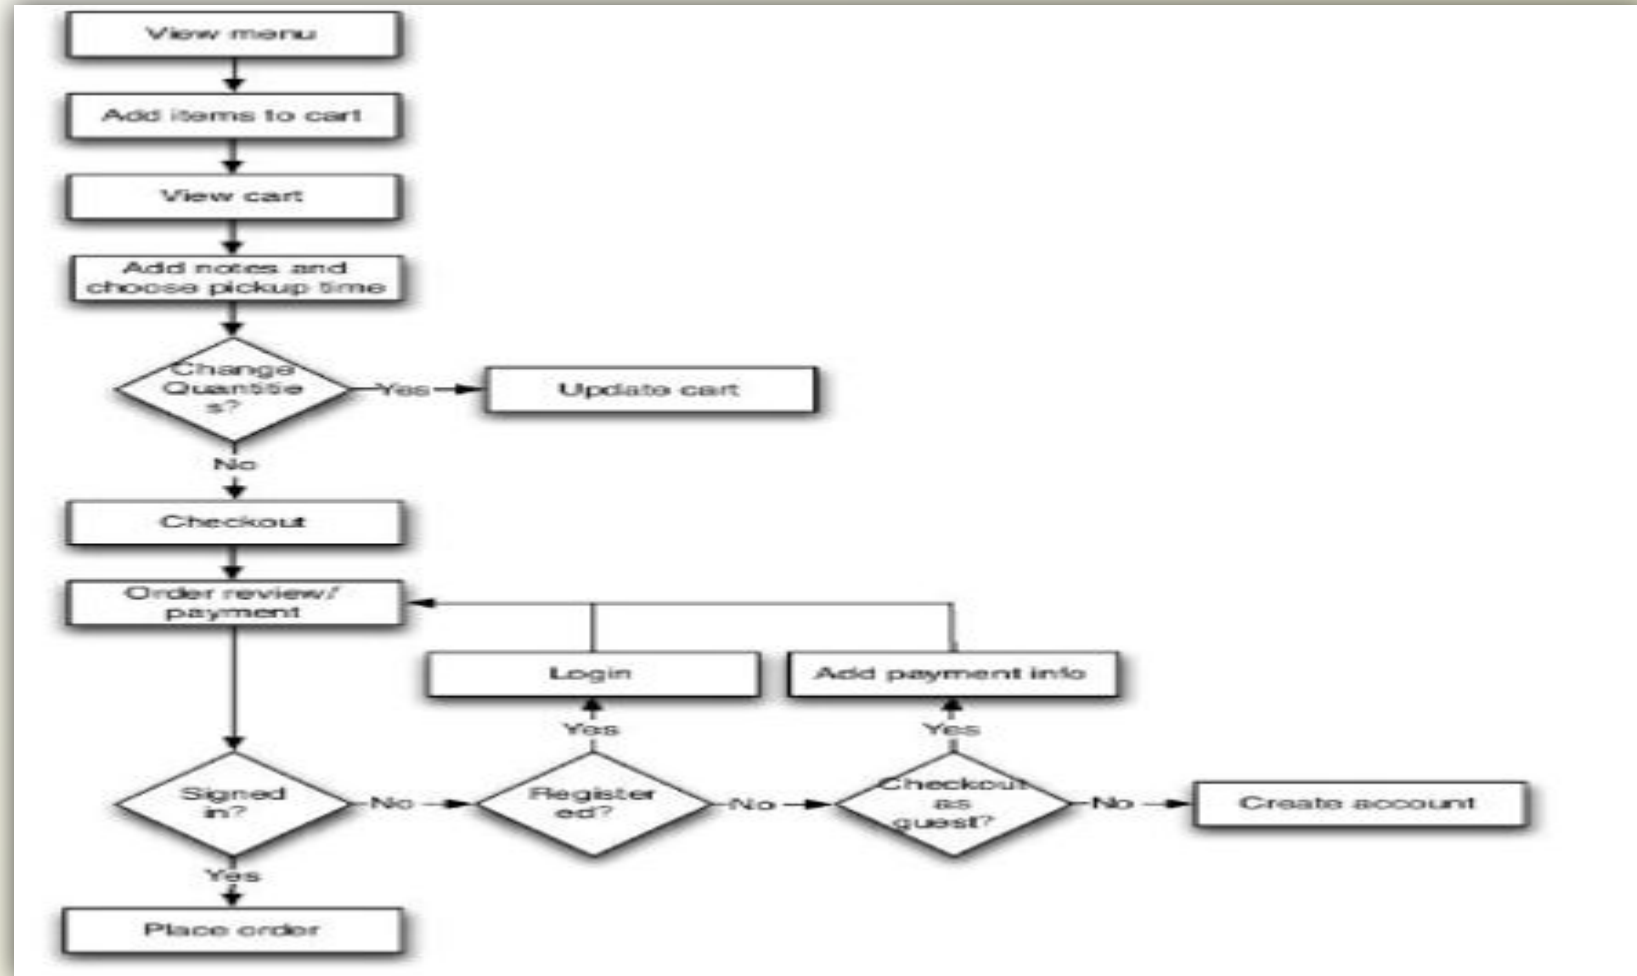 View menu
Add items to cart
View cart
Add notes and
choose pickup time
Change
Quantitie
s?
Yes
Update cart
No
Checkout
Order review/
payment
Login
Add payment info
Yes
Yes
Signed
in?
No
Register
ed?
No
Checkout
as
guest?
No
Create account
Yes
Place order